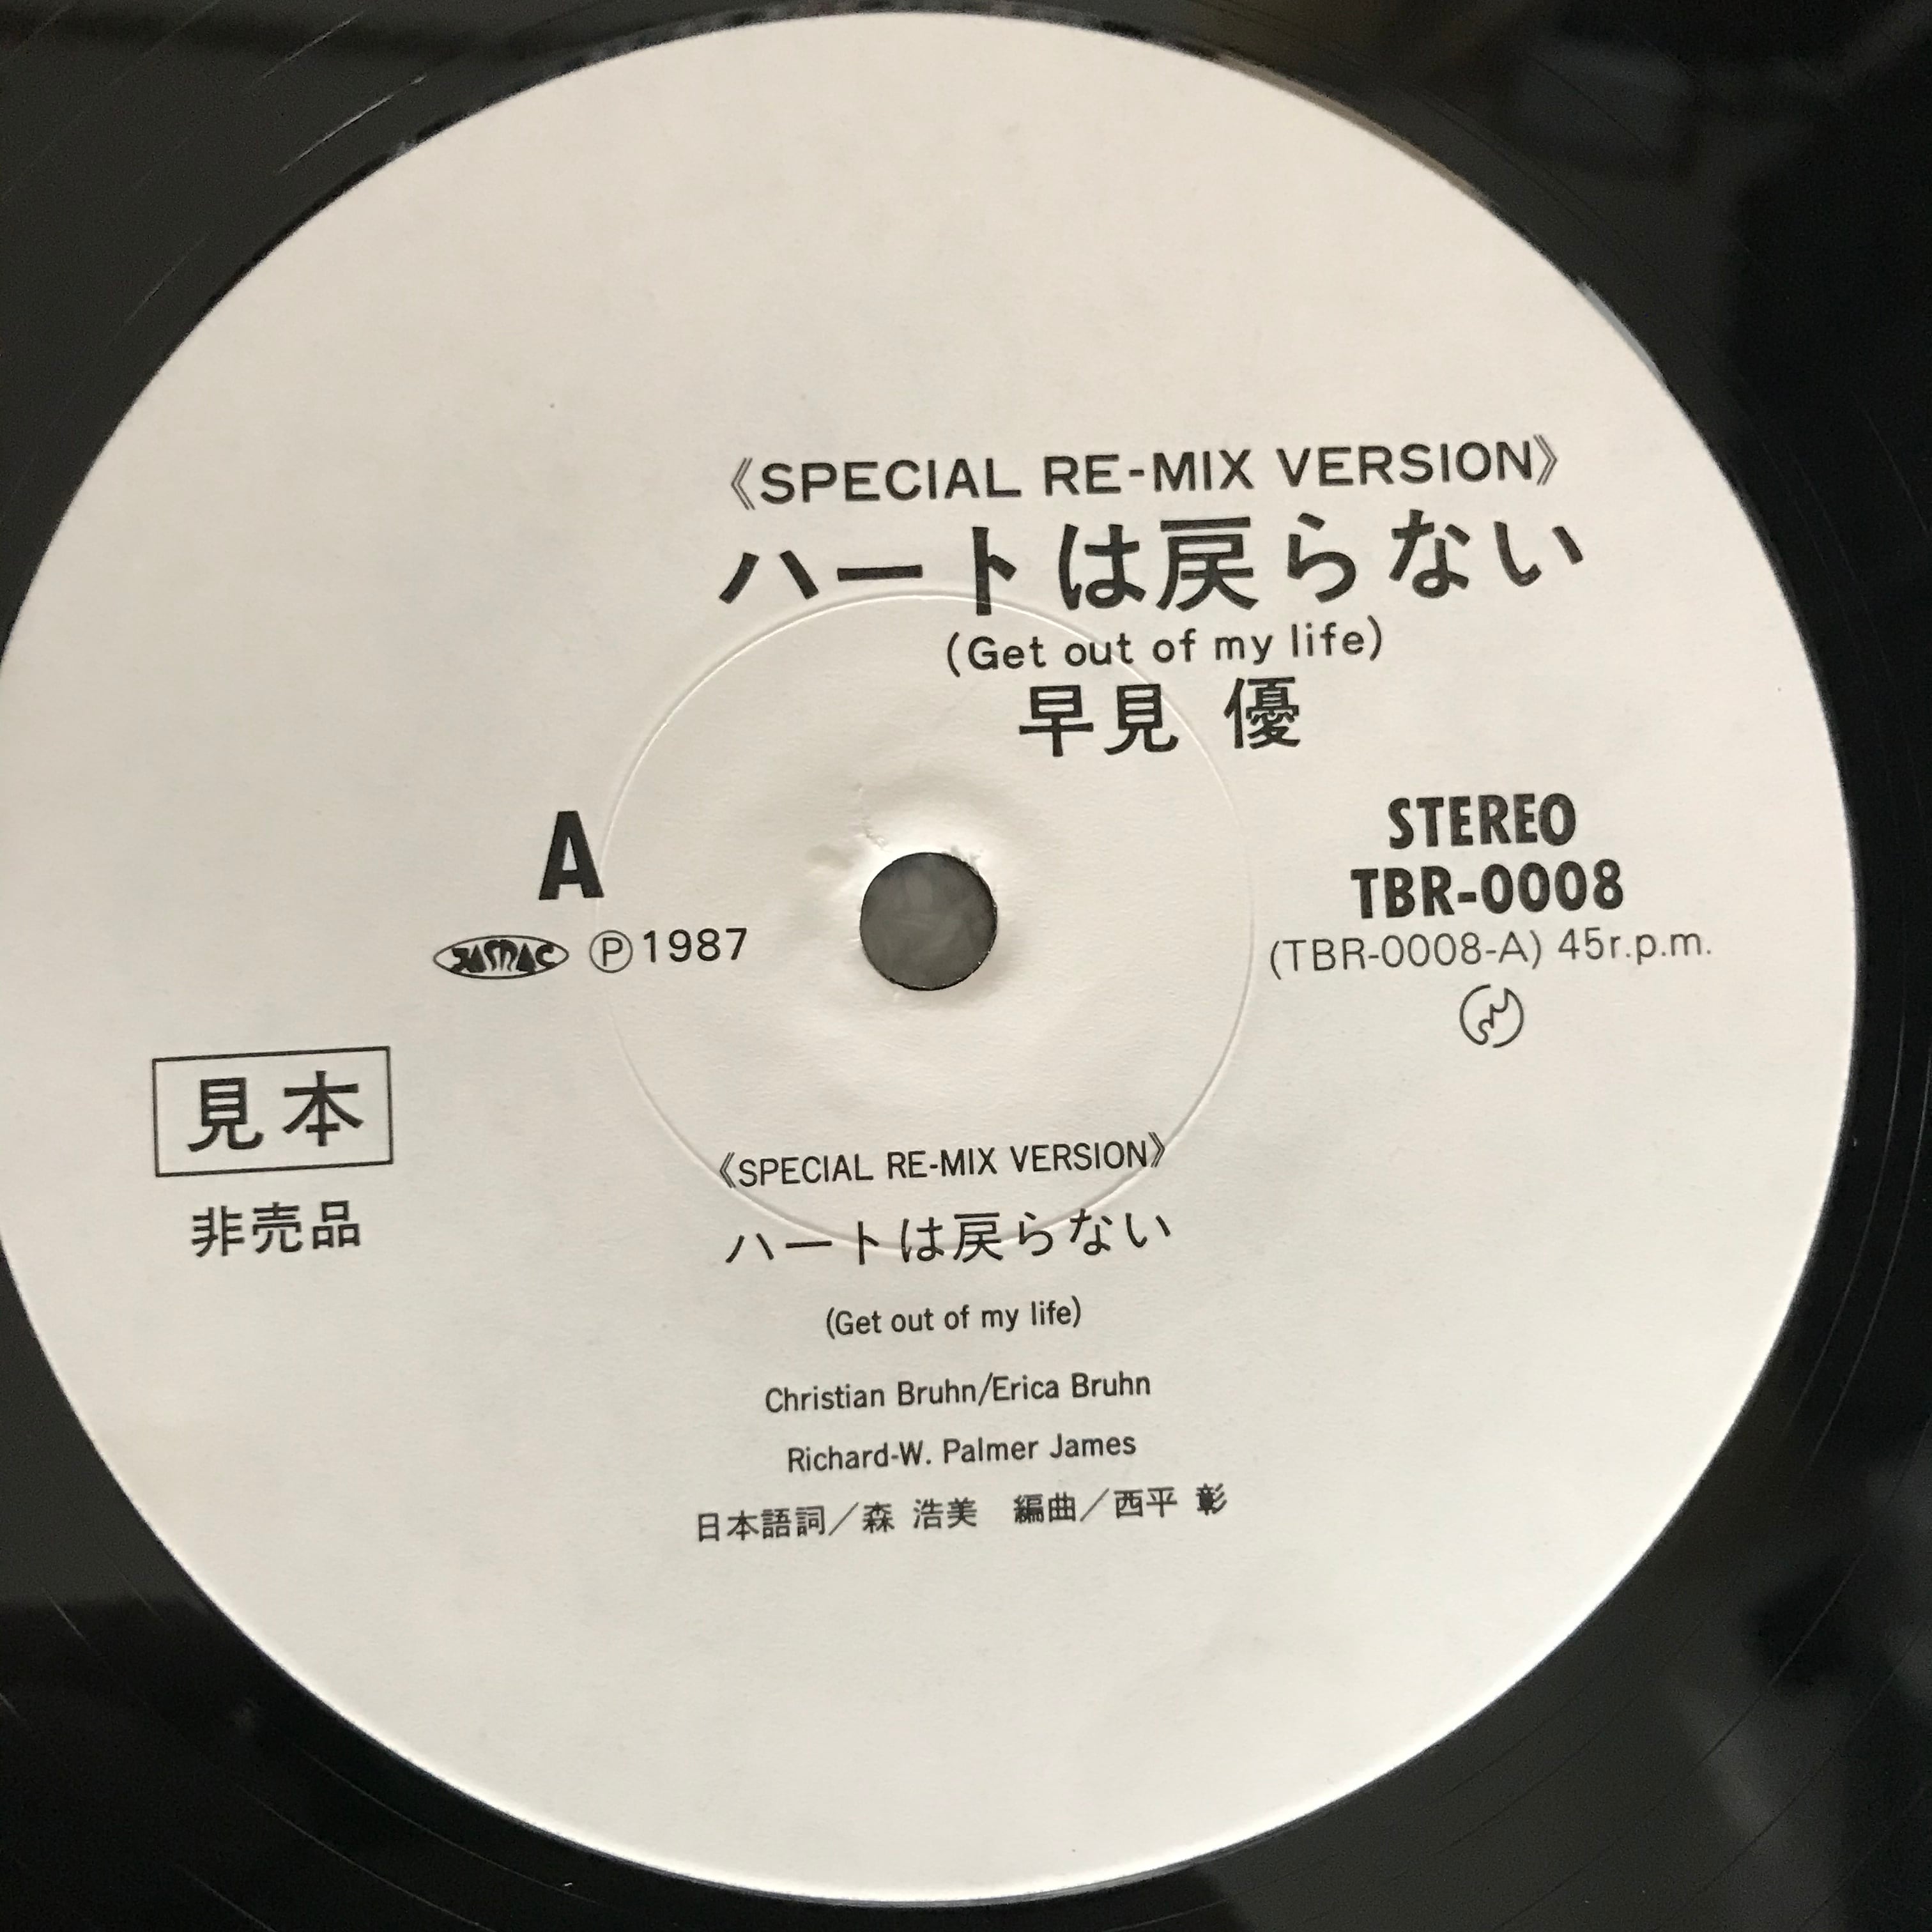 《SPECIAL RE-MIX VERSION》
ハートは戻らない
(Get out of my life)
早見 優
A
JASRAC Ⓟ1987
STEREO
TBR-0008
(TBR-0008-A) 45r.p.m.
見本
非売品
《SPECIAL RE-MIX VERSION》
ハートは戻らない
(Get out of my life)
Christian Bruhn/Erica Bruhn
Richard-W. Palmer James
日本語詞／森 浩美 編曲／西平 彰